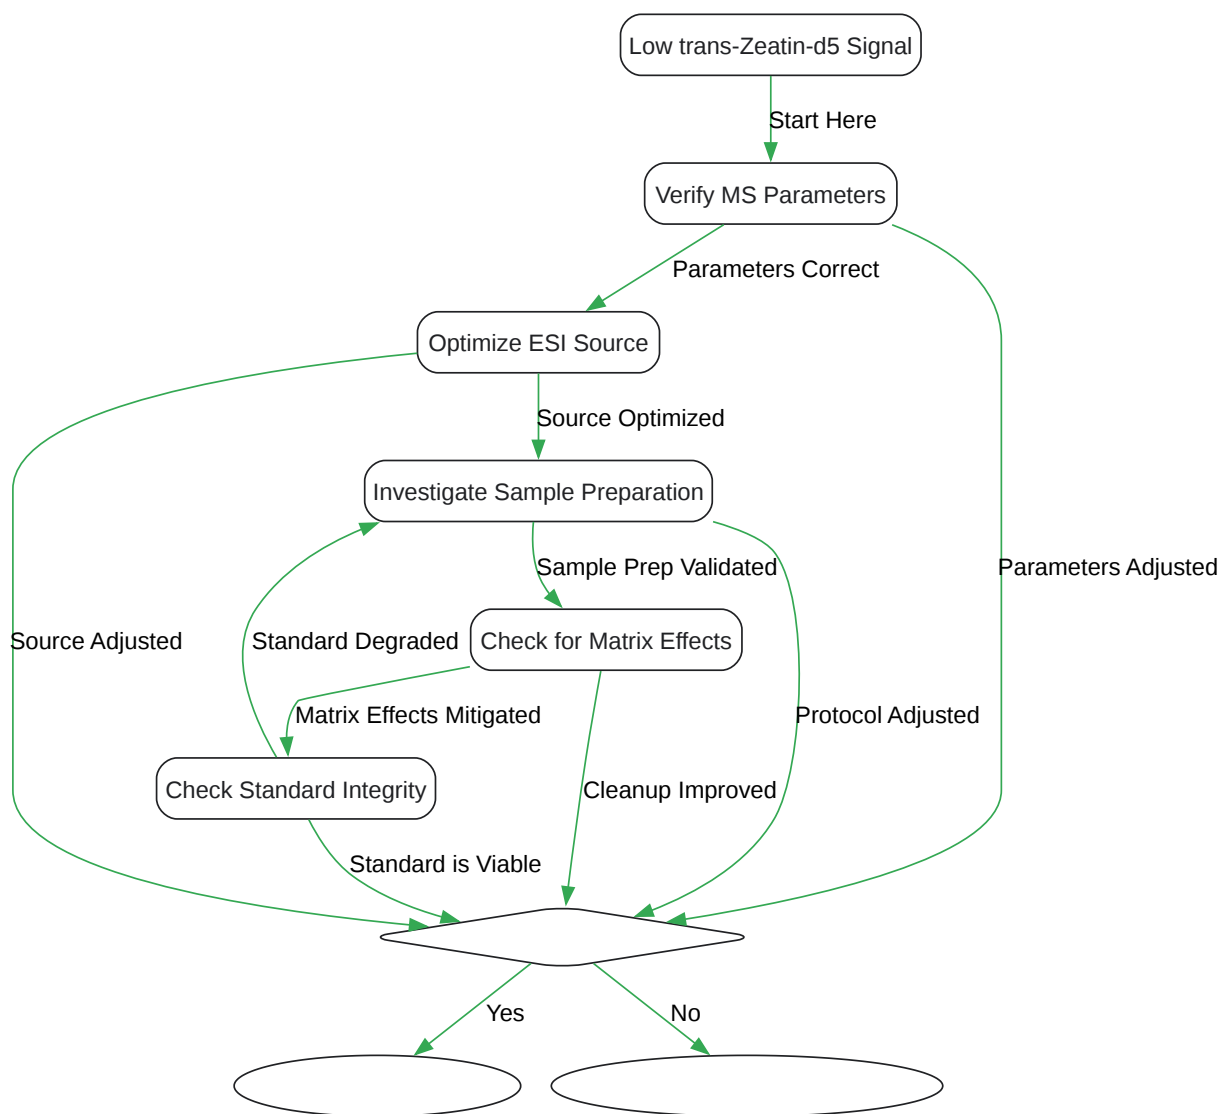 Low trans-Zeatin-d5 Signal
Start Here
Verify MS Parameters
Parameters Correct
Optimize ESI Source
Source Optimized
Investigate Sample Preparation
Sample Prep Validated
Parameters Adjusted
Source Adjusted
Standard Degraded
Check for Matrix Effects
Matrix Effects Mitigated
Protocol Adjusted
Check Standard Integrity
Cleanup Improved
Standard is Viable
Yes
No